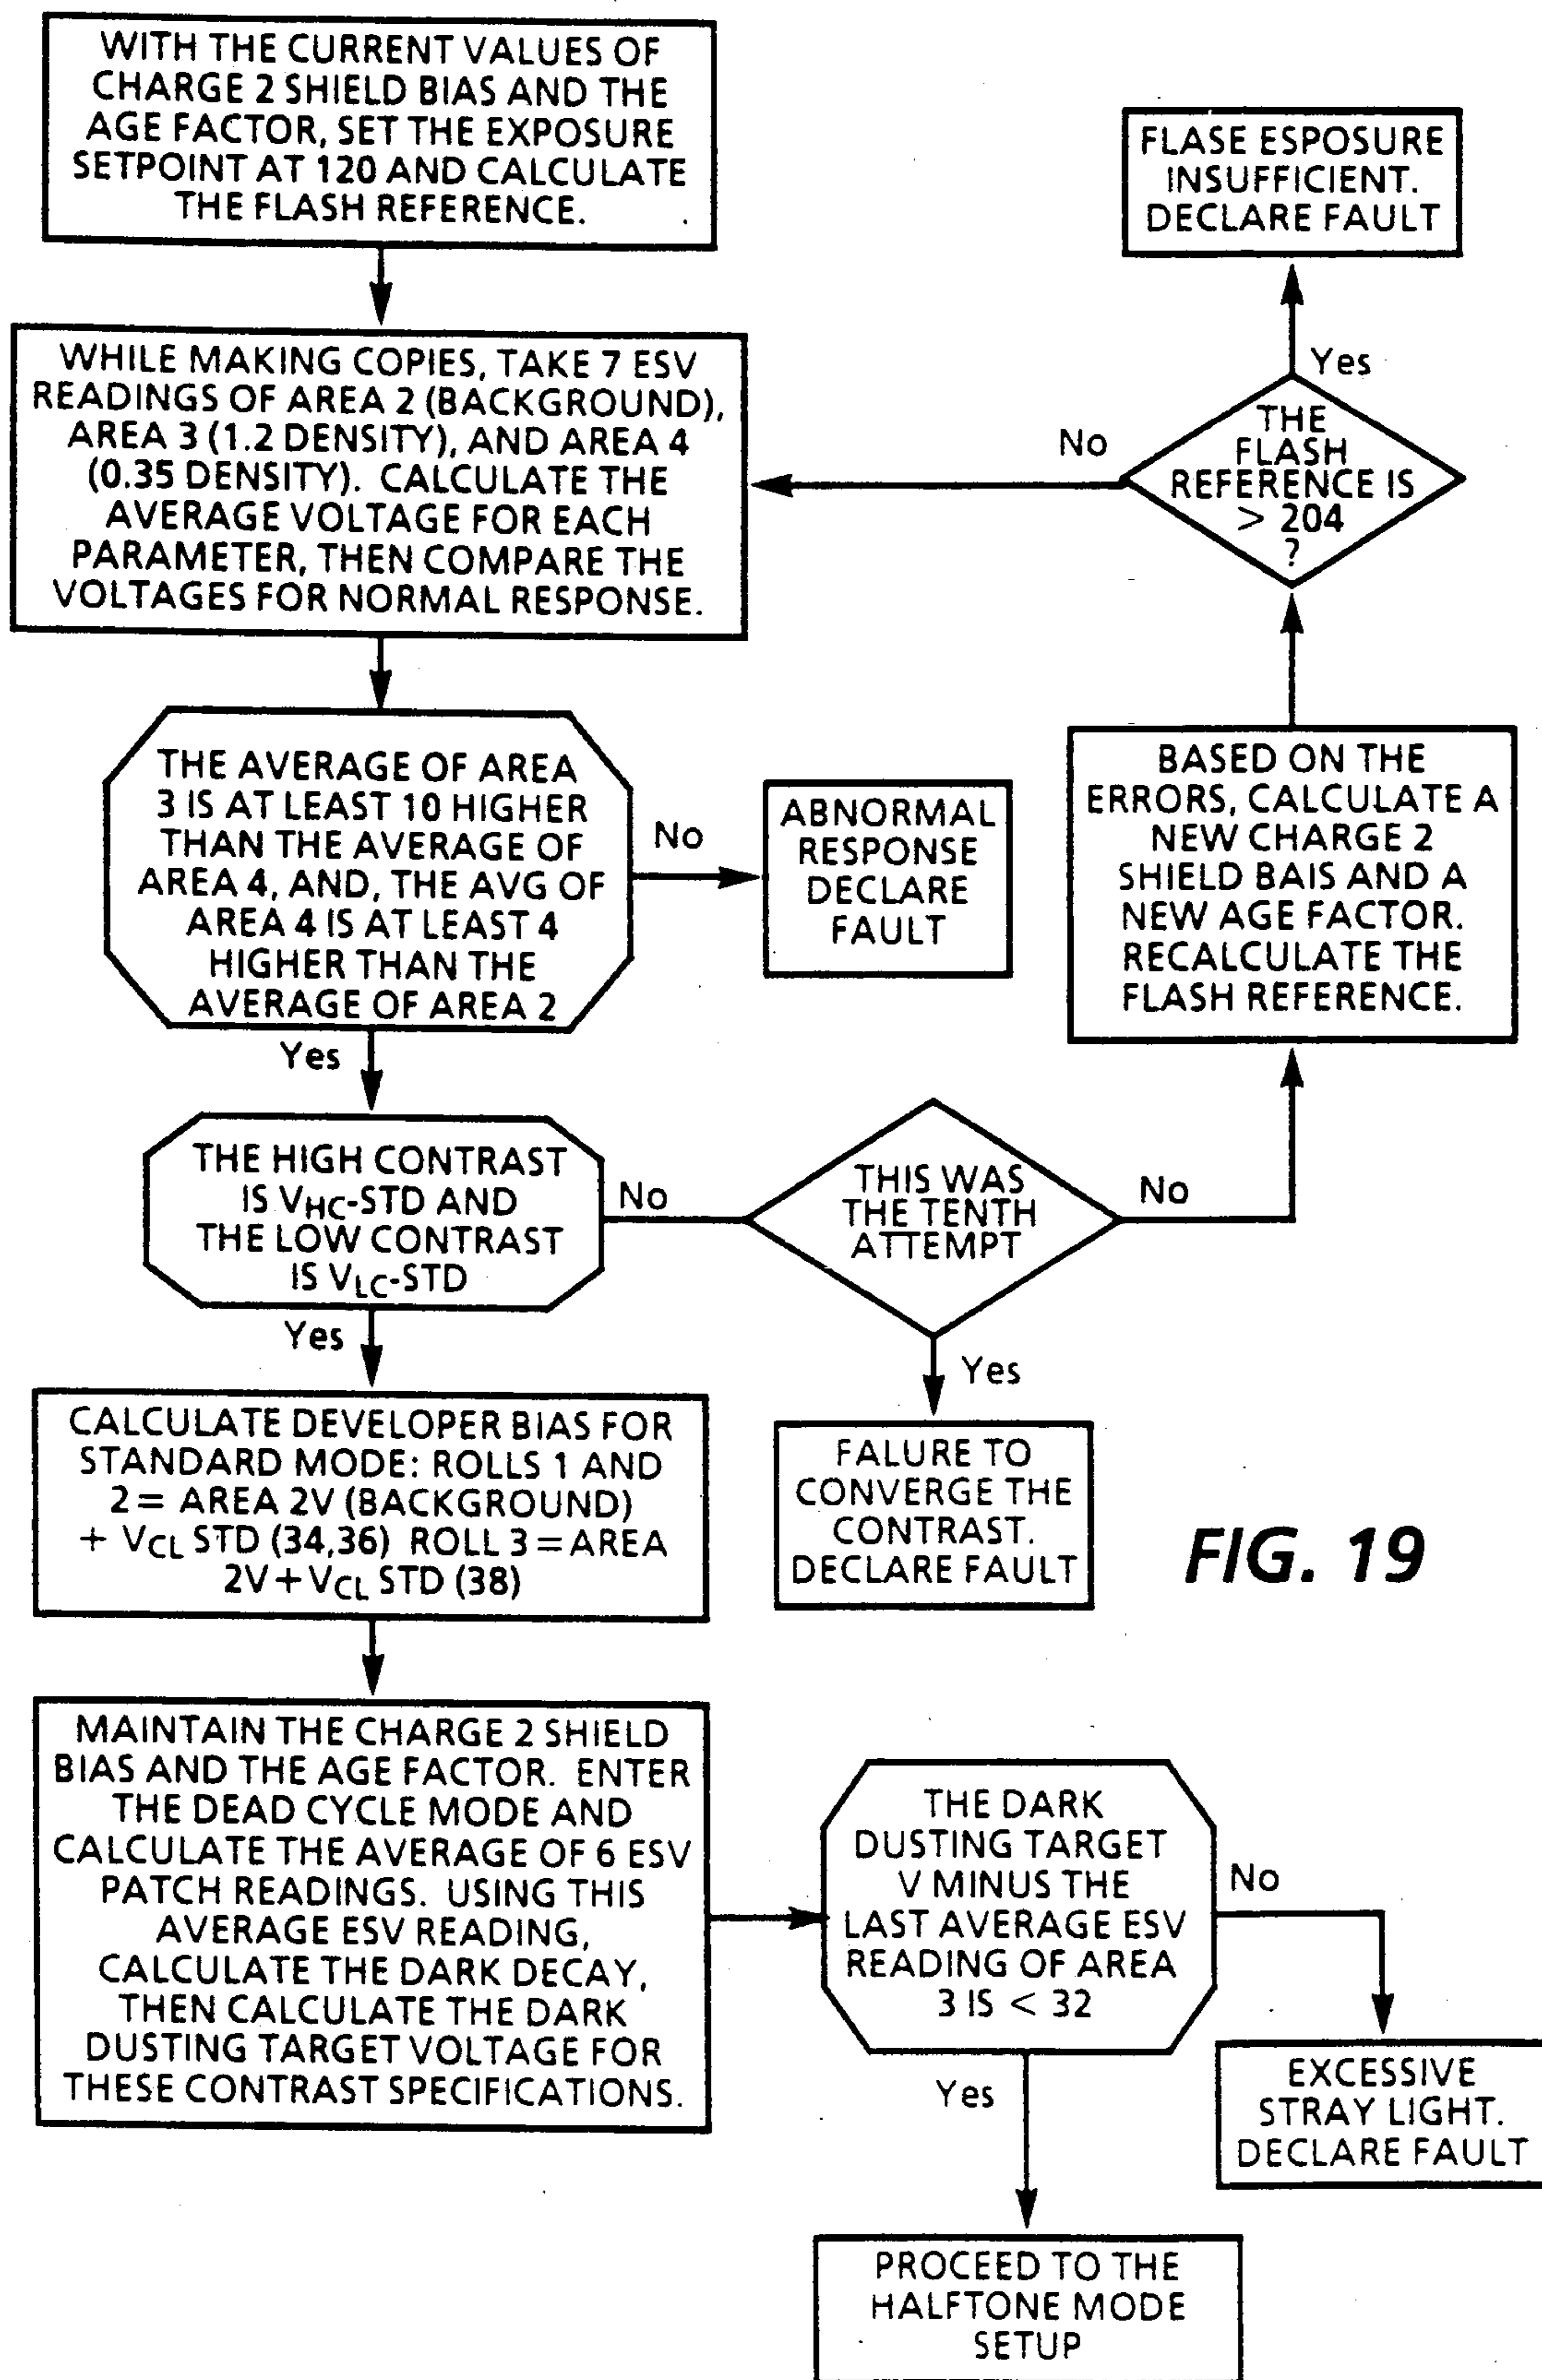 WITH THE CURRENT VALUES OF
CHARGE 2 SHIELD BIAS AND THE
AGE FACTOR, SET THE EXPOSURE
SETPOINT AT 120 AND CALCULATE
THE FLASH REFERENCE.
WHILE MAKING COPIES, TAKE 7 ESV
READINGS OF AREA 2 (BACKGROUND),
AREA 3 (1.2 DENSITY), AND AREA 4
(0.35 DENSITY). CALCULATE THE
AVERAGE VOLTAGE FOR EACH
PARAMETER, THEN COMPARE THE
VOLTAGES FOR NORMAL RESPONSE.
THE AVERAGE OF AREA
3 IS AT LEAST 10 HIGHER
THAN THE AVERAGE OF
AREA 4, AND, THE AVG OF
AREA 4 IS AT LEAST 4
HIGHER THAN THE
AVERAGE OF AREA 2
No
ABNORMAL
RESPONSE
DECLARE
FAULT
Yes
THE HIGH CONTRAST
IS VHC-STD AND
THE LOW CONTRAST
IS VLC-STD
No
THIS WAS
THE TENTH
ATTEMPT
No
BASED ON THE
ERRORS, CALCULATE A
NEW CHARGE 2
SHIELD BAIS AND A
NEW AGE FACTOR.
RECALCULATE THE
FLASH REFERENCE.
THE
FLASH
REFERENCE IS
> 204
?
No
Yes
FLASE ESPOSURE
INSUFFICIENT.
DECLARE FAULT
Yes
FALURE TO
CONVERGE THE
CONTRAST.
DECLARE FAULT
Yes
CALCULATE DEVELOPER BIAS FOR
STANDARD MODE: ROLLS 1 AND
2 = AREA 2V (BACKGROUND)
+ VCL STD (34,36) ROLL 3 = AREA
2V + VCL STD (38)
MAINTAIN THE CHARGE 2 SHIELD
BIAS AND THE AGE FACTOR. ENTER
THE DEAD CYCLE MODE AND
CALCULATE THE AVERAGE OF 6 ESV
PATCH READINGS. USING THIS
AVERAGE ESV READING,
CALCULATE THE DARK DECAY,
THEN CALCULATE THE DARK
DUSTING TARGET VOLTAGE FOR
THESE CONTRAST SPECIFICATIONS.
THE DARK
DUSTING TARGET
V MINUS THE
LAST AVERAGE ESV
READING OF AREA
3 IS < 32
No
EXCESSIVE
STRAY LIGHT.
DECLARE FAULT
Yes
PROCEED TO THE
HALFTONE MODE
SETUP
FIG. 19